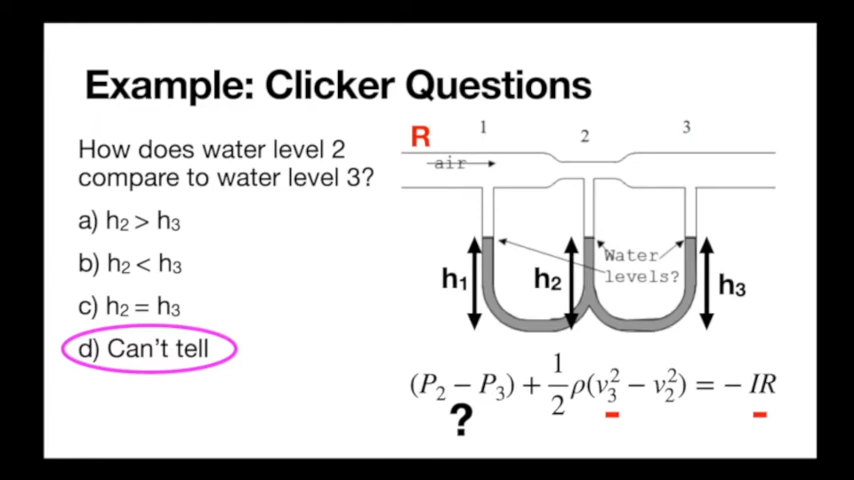 Example: Clicker Questions
How does water level 2
compare to water level 3?
a) h₂ > h₃
b) h₂ < h₃
c) h₂ = h₃
d) Can't tell
R
1
2
3
air
Water
levels?
h₁
h₂
h₃
(P₂ − P₃) + 1/2 ρ(v₃² − v₂²) = − IR
? - -